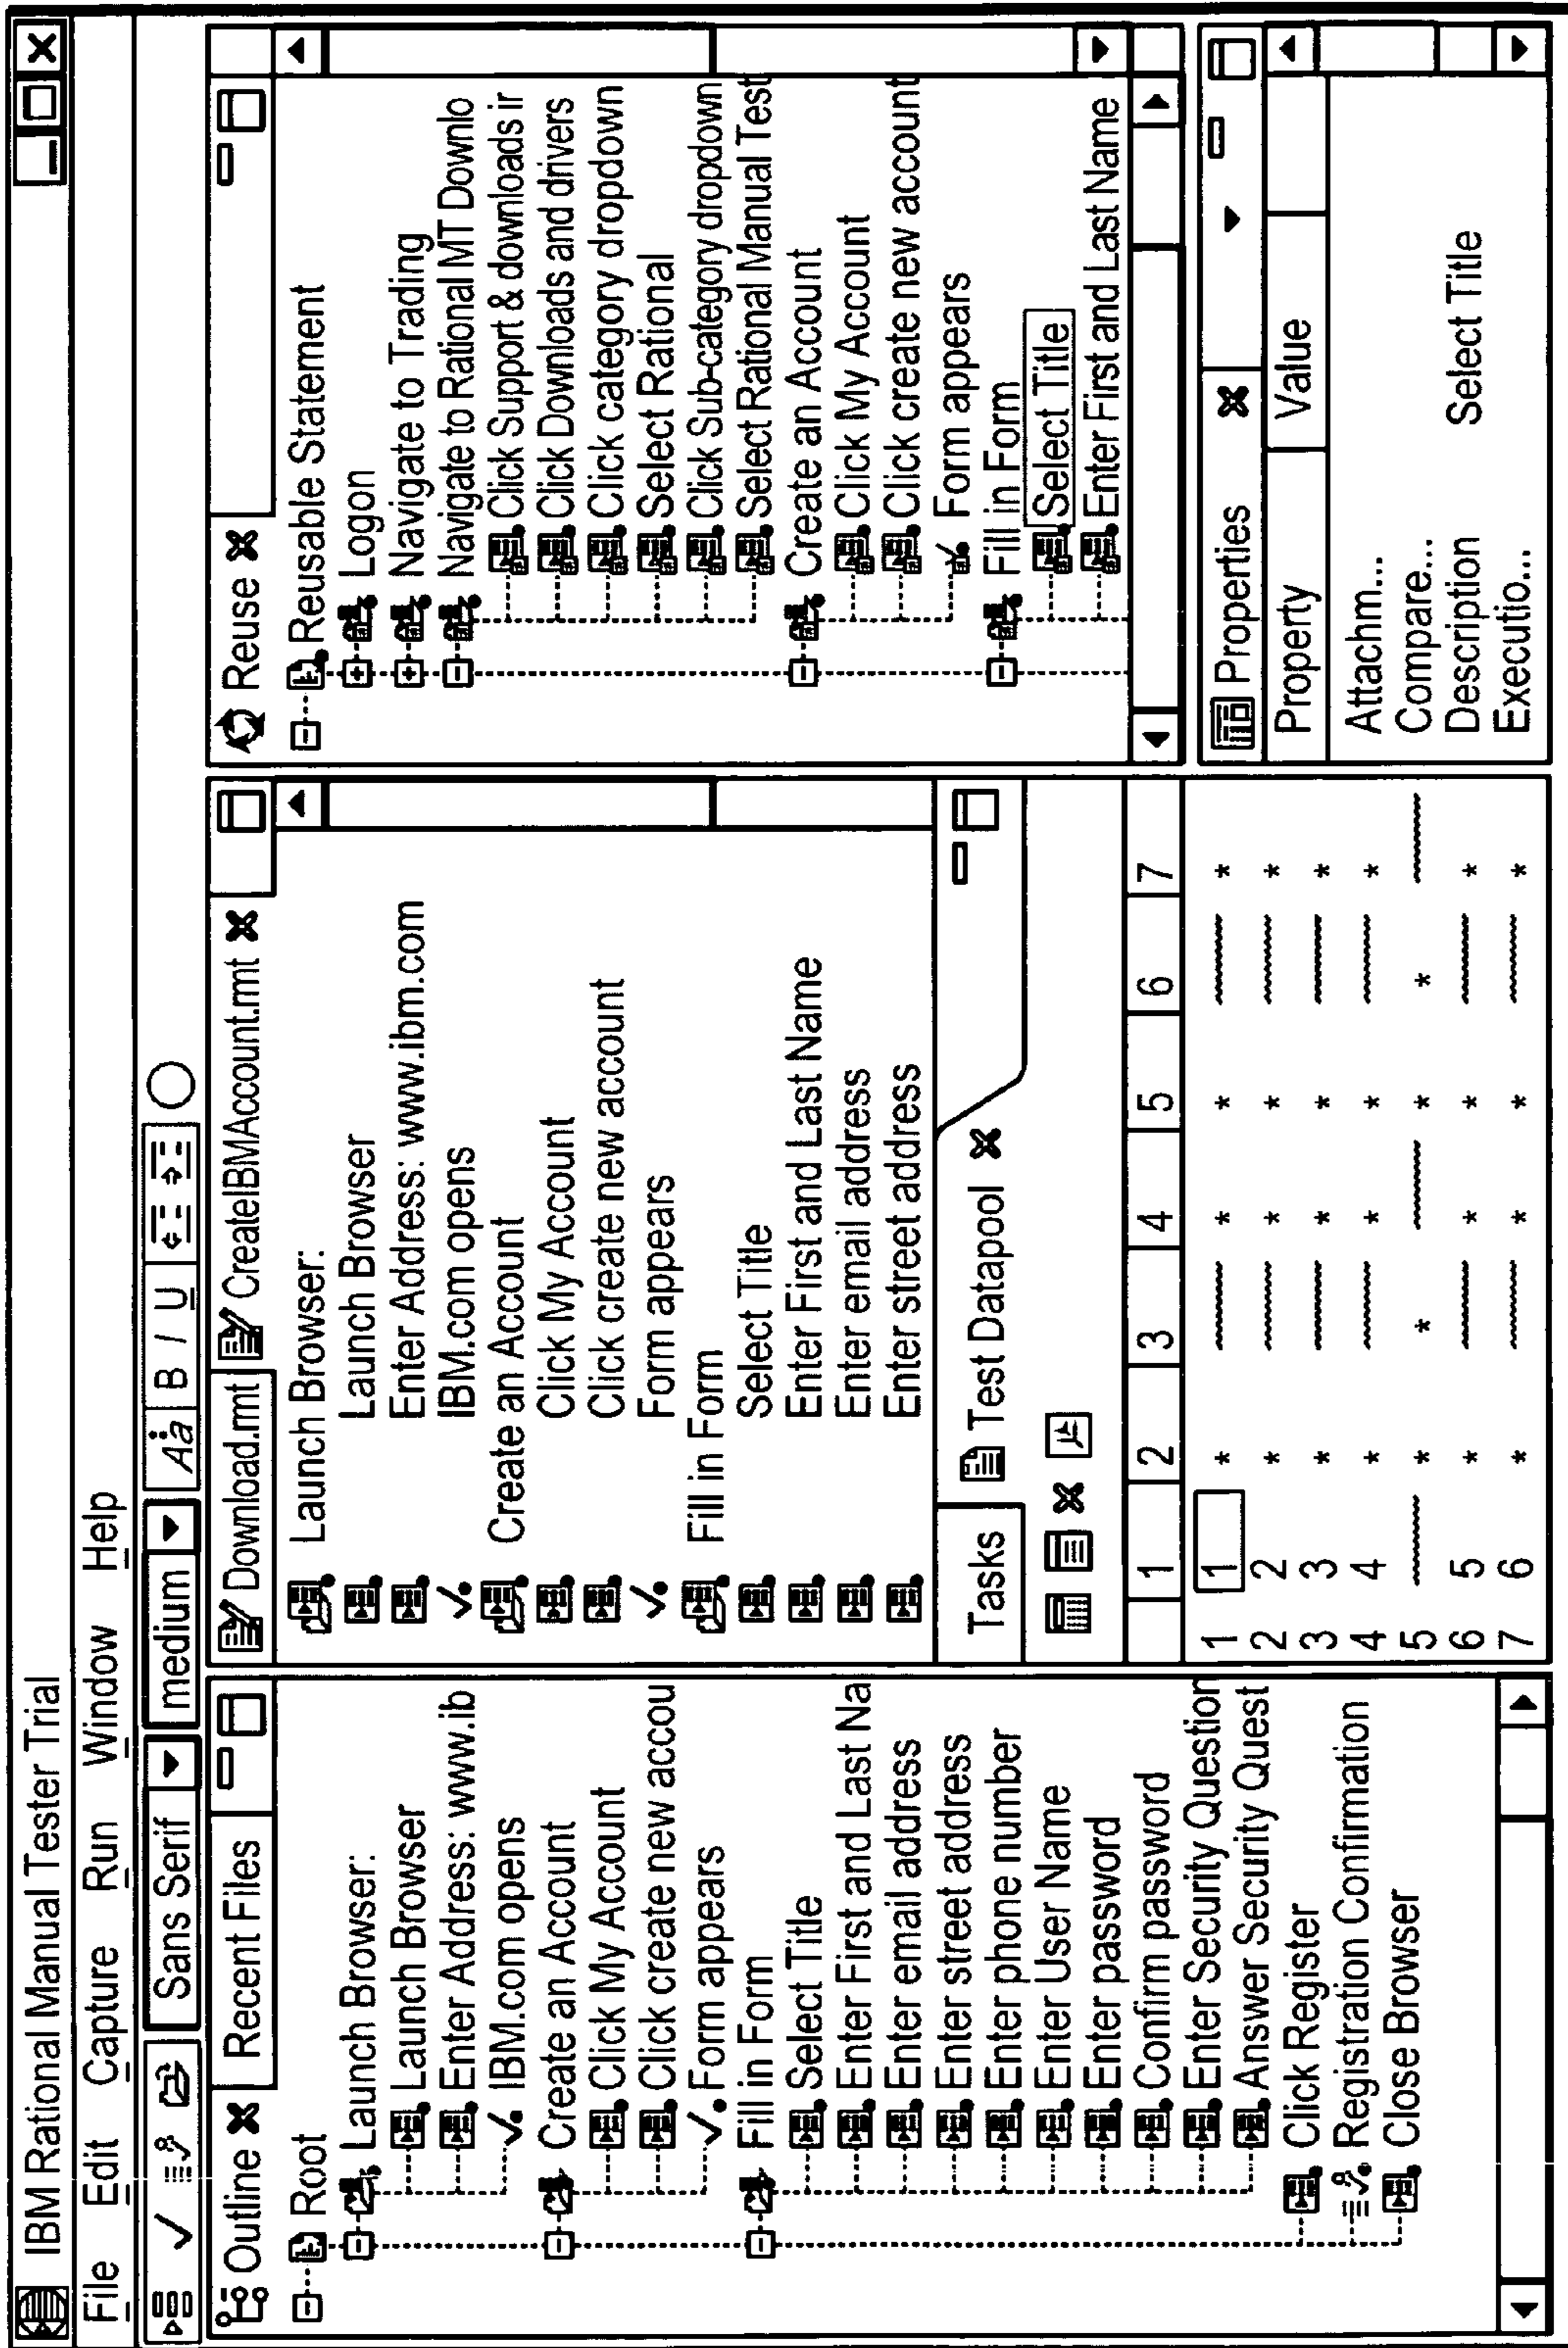 IBM Rational Manual Tester Trial
File Edit Capture Run Window Help
Sans Serif medium Aa B I U
Outline Recent Files
Root
Launch Browser:
Launch Browser
Enter Address: www.ib
IBM.com opens
Create an Account
Click My Account
Click create new accou
Form appears
Fill in Form
Select Title
Enter First and Last Na
Enter email address
Enter street address
Enter phone number
Enter User Name
Enter password
Confirm password
Enter Security Question
Answer Security Quest
Click Register
Registration Confirmation
Close Browser
Download.rmt CreateIBMAccount.rmt
Launch Browser:
Launch Browser
Enter Address: www.ibm.com
IBM.com opens
Create an Account
Click My Account
Click create new account
Form appears
Fill in Form
Select Title
Enter First and Last Name
Enter email address
Enter street address
Tasks Test Datapool
1 2 3 4 5 6 7
1 1 * * * * *
2 2 * * * * *
3 3 * * * * *
4 4 * * * * *
5 * * * *
6 5 * * * * *
7 6 * * * * *
Reuse
Reusable Statement
Logon
Navigate to Trading
Navigate to Rational MT Downlo
Click Support & downloads ir
Click Downloads and drivers
Click category dropdown
Select Rational
Click Sub-category dropdown
Select Rational Manual Test
Create an Account
Click My Account
Click create new account
Form appears
Fill in Form
Select Title
Enter First and Last Name
Properties
Property Value
Attachm...
Compare...
Description Select Title
Executio...